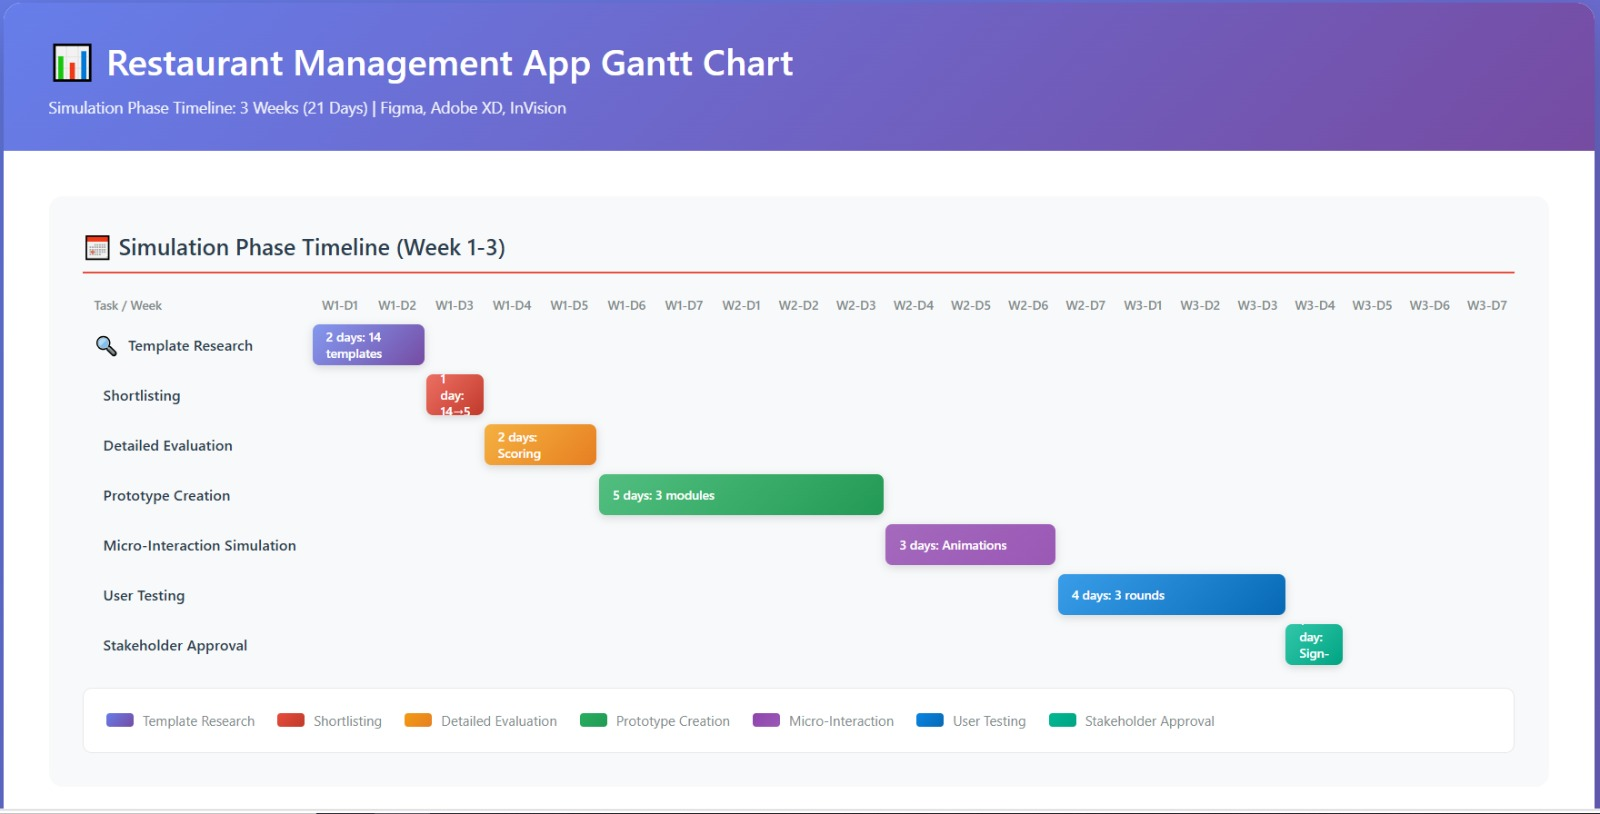 Restaurant Management App Gantt Chart
Simulation Phase Timeline: 3 Weeks (21 Days) | Figma, Adobe XD, InVision
Simulation Phase Timeline (Week 1-3)
Task / Week W1-D1 W1-D2 W1-D3 W1-D4 W1-D5 W1-D6 W1-D7 W2-D1 W2-D2 W2-D3 W2-D4 W2-D5 W2-D6 W2-D7 W3-D1 W3-D2 W3-D3 W3-D4 W3-D5 W3-D6 W3-D7
Template Research
2 days: 14
templates
Shortlisting
1
day:
14→5
Detailed Evaluation
2 days:
Scoring
Prototype Creation
5 days: 3 modules
Micro-Interaction Simulation
3 days: Animations
User Testing
4 days: 3 rounds
Stakeholder Approval
day:
Sign-
Template Research Shortlisting Detailed Evaluation Prototype Creation Micro-Interaction User Testing Stakeholder Approval